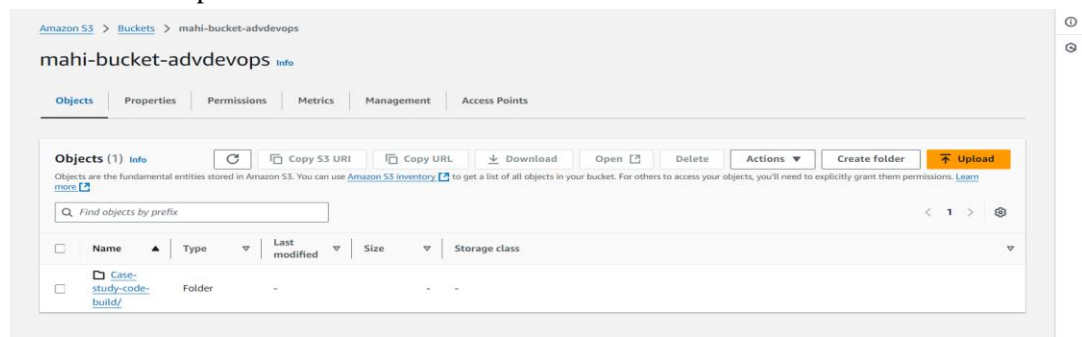 Amazon S3 > Buckets > mahi-bucket-advdevops
mahi-bucket-advdevops Info
Objects Properties Permissions Metrics Management Access Points
Objects (1) Info Copy S3 URI Copy URL Download Open Delete Actions Create folder Upload
Objects are the fundamental entities stored in Amazon S3. You can use Amazon S3 inventory to get a list of all objects in your bucket. For others to access your objects, you'll need to explicitly grant them permissions. Learn
more
Find objects by prefix < 1 >
Name Type Last modified Size Storage class
Case-
study-code- Folder - - -
build/